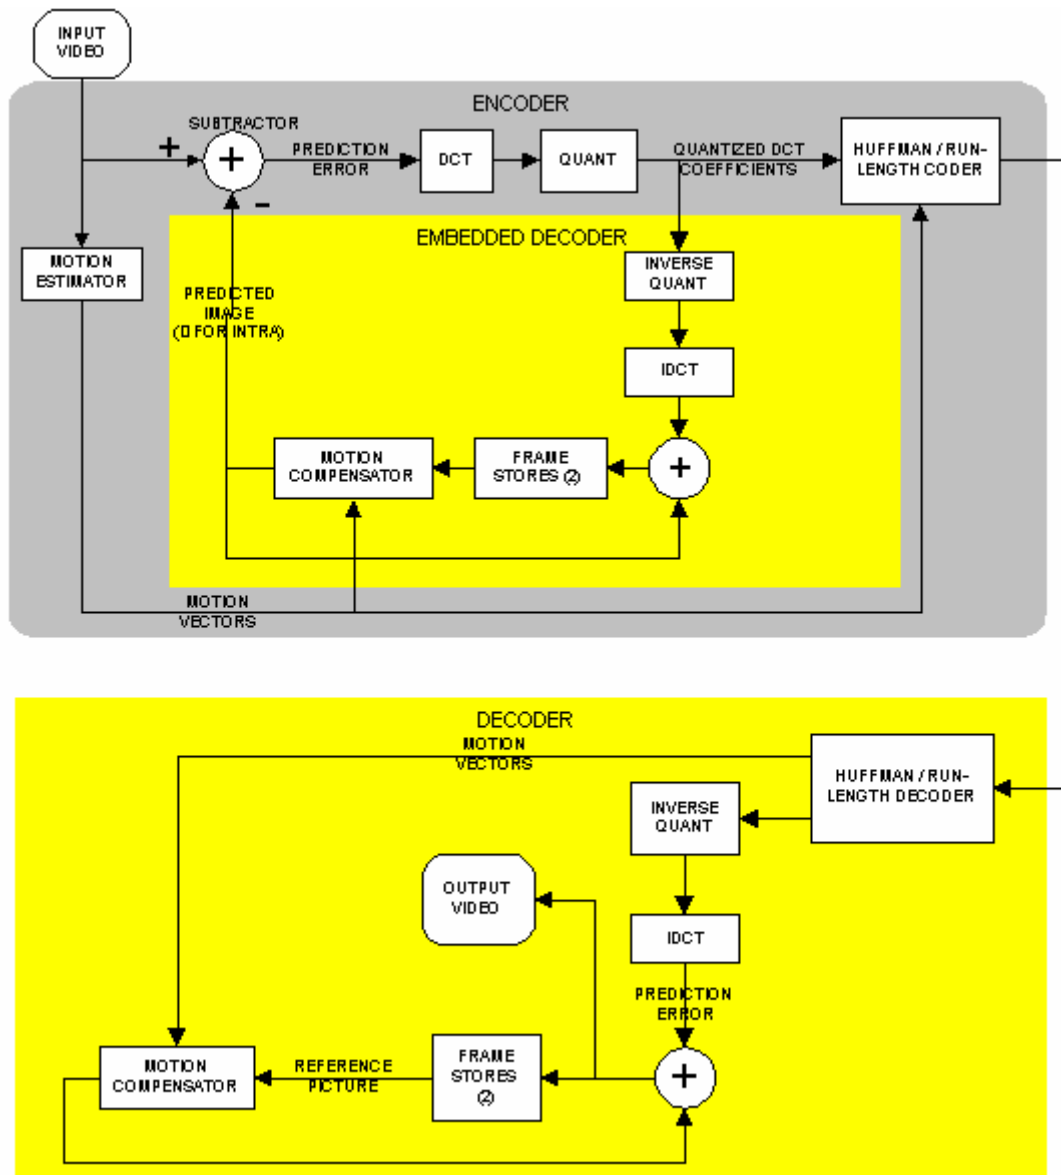 INPUT
VIDEO
ENCODER
SUBTRACTOR
+
+
−
PREDICTION
ERROR
DCT
QUANT
QUANTIZED DCT
COEFFICIENTS
HUFFMAN / RUN-
LENGTH CODER
MOTION
ESTIMATOR
EMBEDDED DECODER
PREDICTED
IMAGE
(0 FOR INTRA)
INVERSE
QUANT
IDCT
MOTION
COMPENSATOR
FRAME
STORES (2)
+
MOTION
VECTORS
DECODER
MOTION
VECTORS
HUFFMAN / RUN-
LENGTH DECODER
INVERSE
QUANT
OUTPUT
VIDEO
IDCT
PREDICTION
ERROR
MOTION
COMPENSATOR
REFERENCE
PICTURE
FRAME
STORES
(2)
+